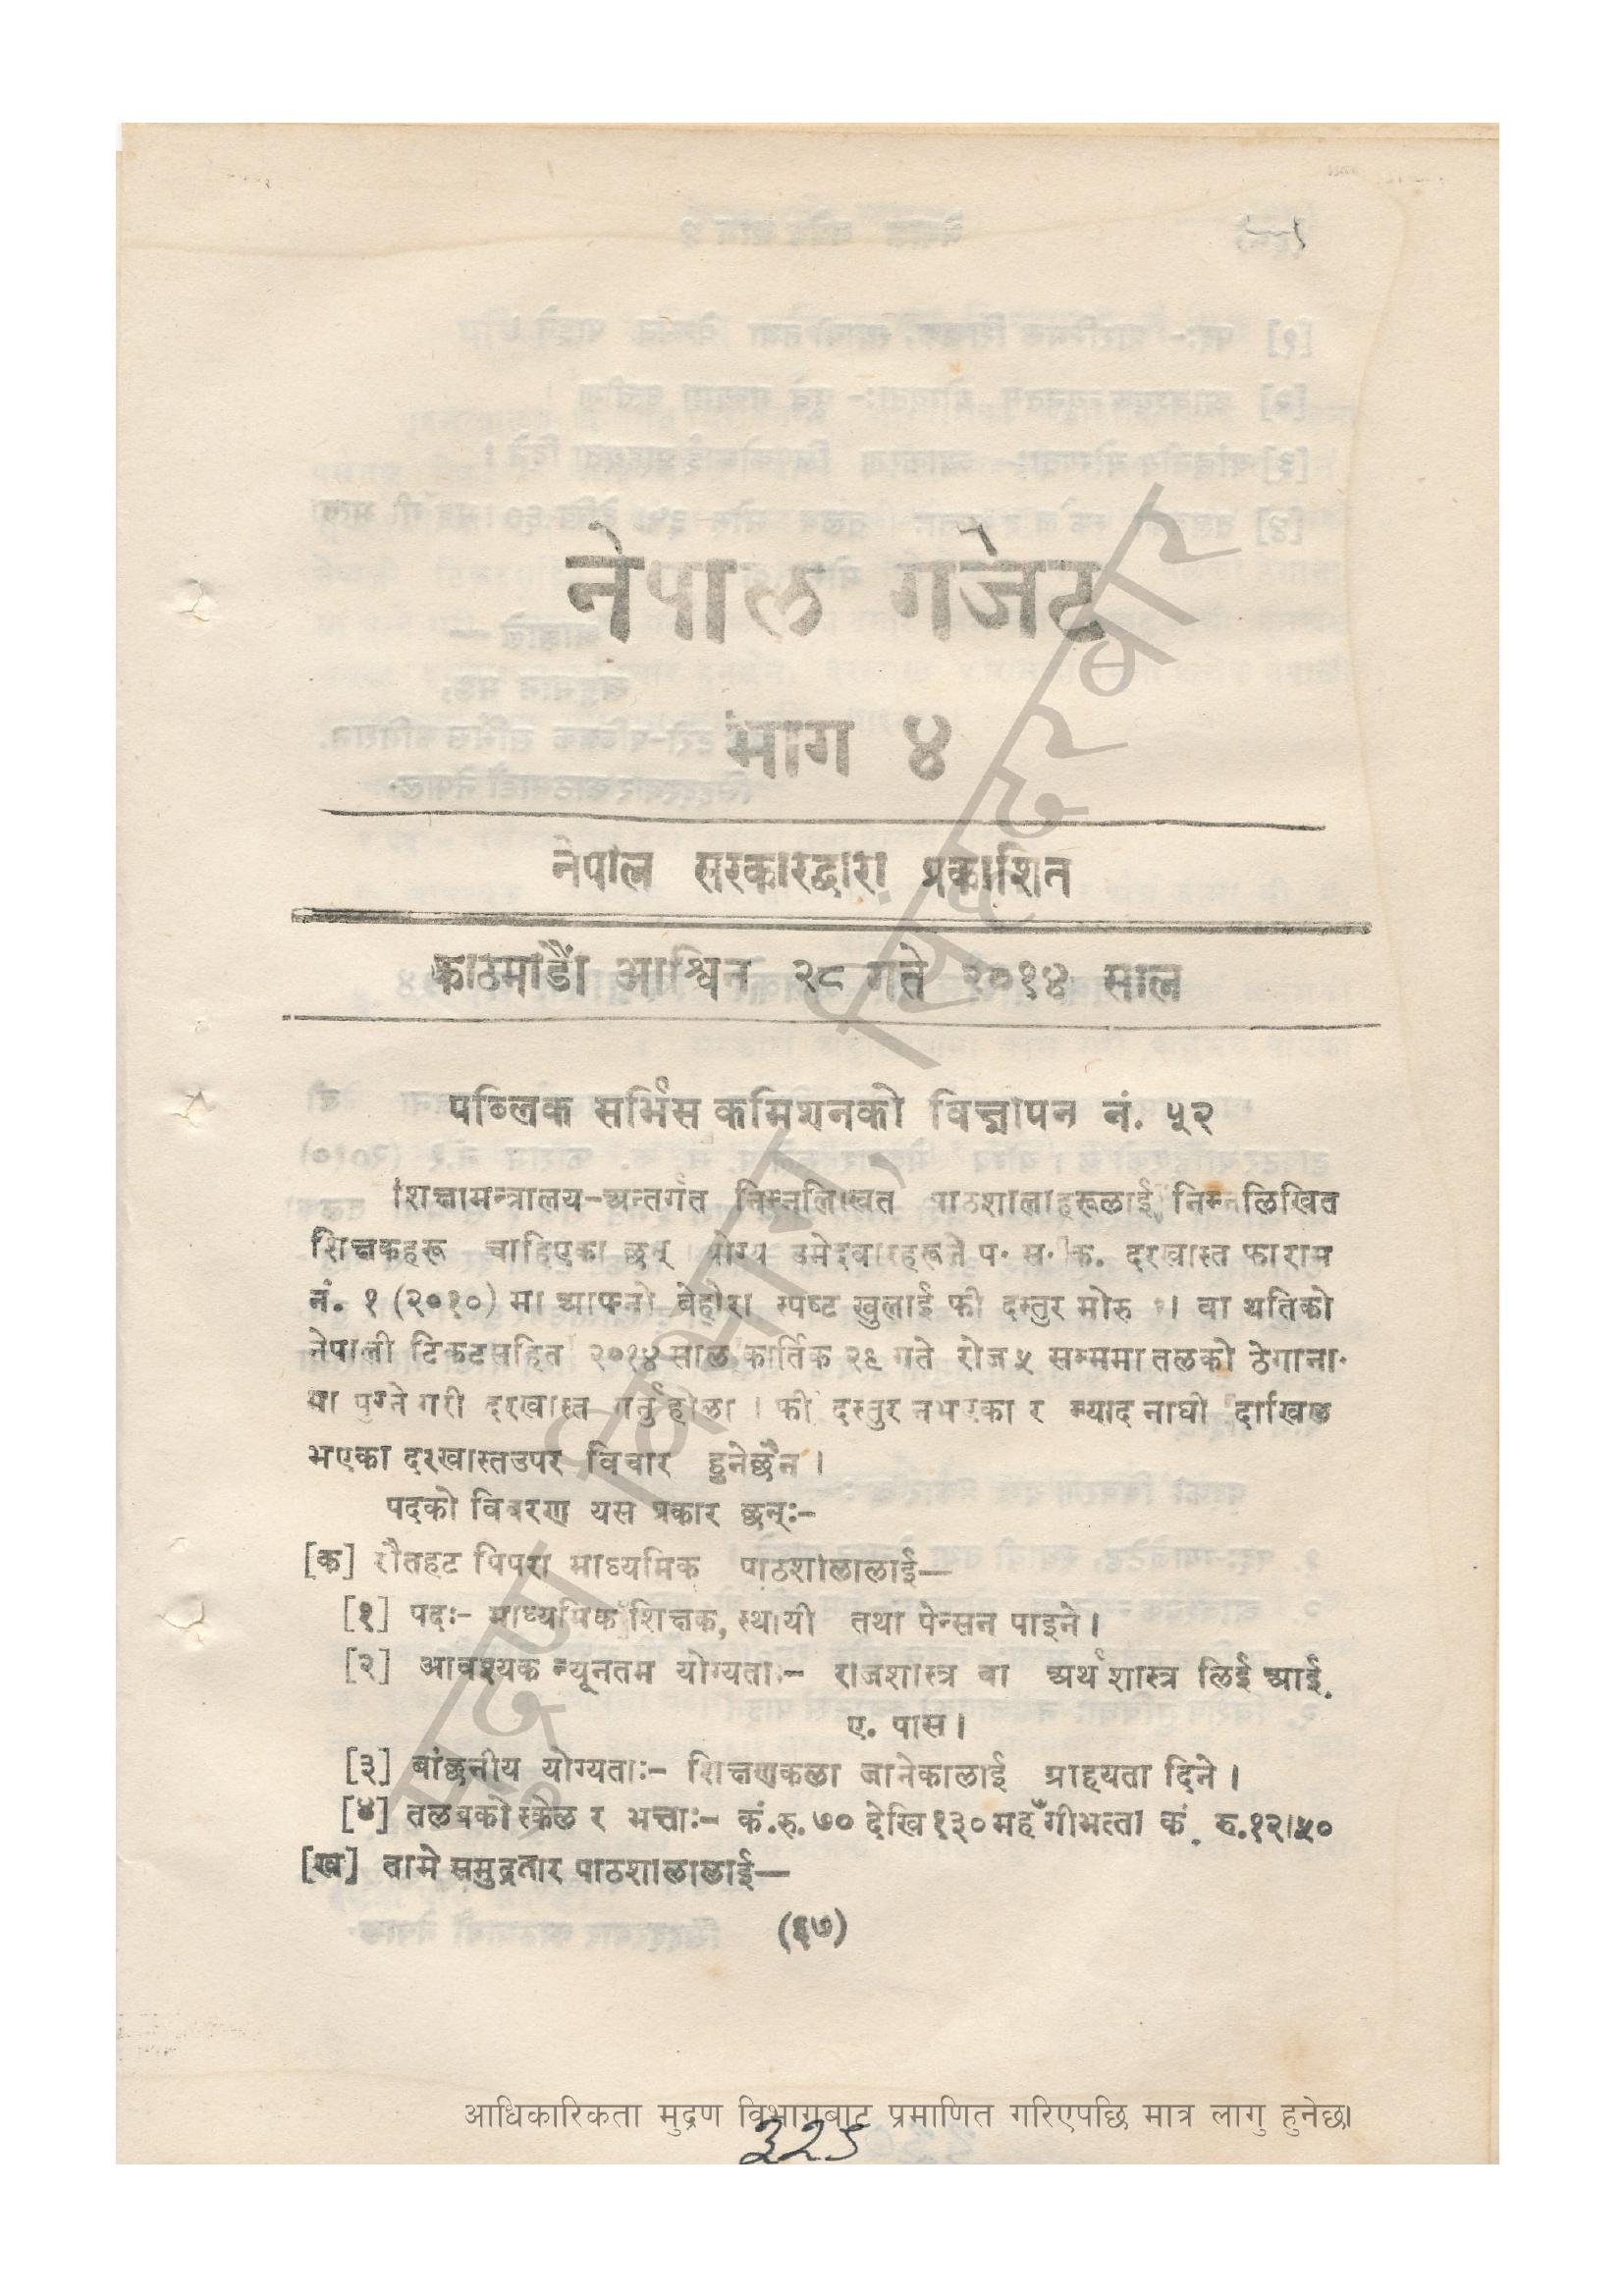 नेपाल गजेट
भाग ४
नेपाल सरकारद्वारा प्रकाशित
काठमाडौं आश्विन २८ गते २०१४ साल
पब्लिक सर्भिस कमिशनको विज्ञापन नं. ५२
शिक्षामन्त्रालय-अन्तर्गत निम्नलिखित पाठशालाहरूलाई निम्नलिखित
शिक्षकहरू चाहिएका छन् । योग्य उमेदवारहरूले प. स. क. दरखास्त फाराम
नं. १ (२०१०) मा आफ्नो बेहोरा स्पष्ट खुलाई फी दस्तुर मोरु १। वा यतिको
नेपाली टिकटसहित २०१४ साल कार्तिक २९ गते रोज ५ सम्ममा तलको ठेगाना-
मा पुग्ने गरी दरखास्त गर्नुहोला । फी दस्तुर नभएका र म्याद नाघी दाखिल
भएका दरखास्तउपर विचार हुनेछैन ।
पदको विवरण यस प्रकार छन्:-
[क] रौतहट पिपरा माध्यमिक पाठशालालाई—
[१] पदः- माध्यमिक शिक्षक, स्थायी तथा पेन्सन पाइने ।
[२] आवश्यक न्यूनतम योग्यताः- राजशास्त्र वा अर्थशास्त्र लिई आई.
ए. पास ।
[३] बांछनीय योग्यताः- शिक्षणकला जानेकालाई ग्राह्यता दिने ।
[४] तलबको स्केल र भत्ताः- कं.रु. ७० देखि १३० महँगीभत्ता कं. रु.१२।५०
[ख] ताम्रे समुद्रतार पाठशालालाई—
(६७)
मुद्रण विभाग, सिंहदरबार
आधिकारिकता मुद्रण विभागबाट प्रमाणित गरिएपछि मात्र लागु हुनेछ।